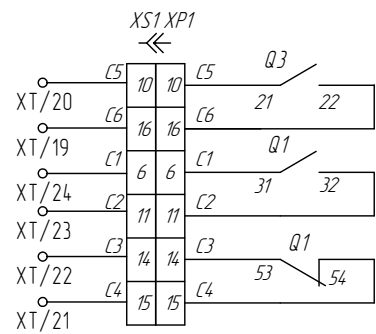 XS1 XP1
C5 10 10 C5 Q3
XT/20 21 22
C6 16 16 C6
XT/19 Q1
C1 6 6 C1
XT/24 31 32
C2 11 11 C2
XT/23
C3 14 14 C3 Q1
XT/22 53 54
C4 15 15 C4
XT/21